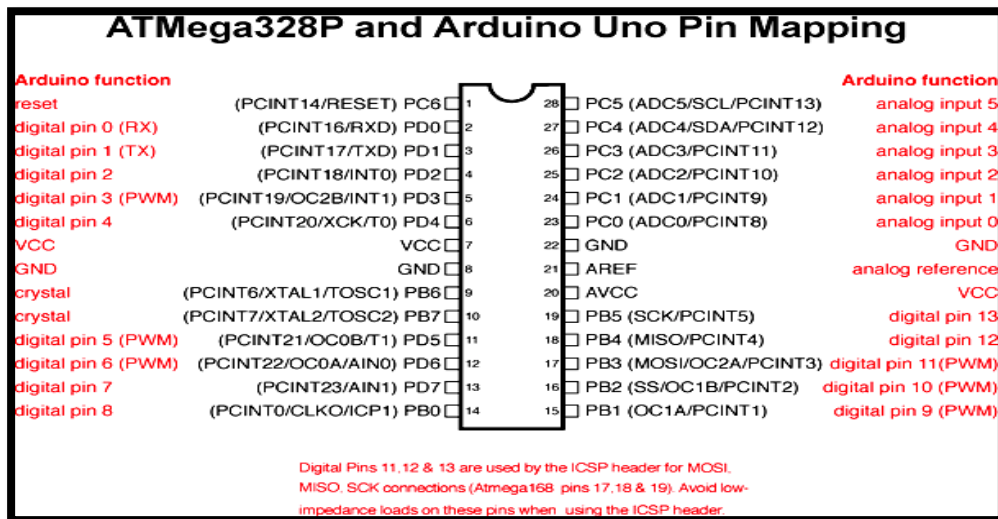 ATMega328P and Arduino Uno Pin Mapping
Arduino function Arduino function
reset (PCINT14/RESET) PC6 1 28 PC5 (ADC5/SCL/PCINT13) analog input 5
digital pin 0 (RX) (PCINT16/RXD) PD0 2 27 PC4 (ADC4/SDA/PCINT12) analog input 4
digital pin 1 (TX) (PCINT17/TXD) PD1 3 26 PC3 (ADC3/PCINT11) analog input 3
digital pin 2 (PCINT18/INT0) PD2 4 25 PC2 (ADC2/PCINT10) analog input 2
digital pin 3 (PWM) (PCINT19/OC2B/INT1) PD3 5 24 PC1 (ADC1/PCINT9) analog input 1
digital pin 4 (PCINT20/XCK/T0) PD4 6 23 PC0 (ADC0/PCINT8) analog input 0
VCC VCC 7 22 GND GND
GND GND 8 21 AREF analog reference
crystal (PCINT6/XTAL1/TOSC1) PB6 9 20 AVCC VCC
crystal (PCINT7/XTAL2/TOSC2) PB7 10 19 PB5 (SCK/PCINT5) digital pin 13
digital pin 5 (PWM) (PCINT21/OC0B/T1) PD5 11 18 PB4 (MISO/PCINT4) digital pin 12
digital pin 6 (PWM) (PCINT22/OC0A/AIN0) PD6 12 17 PB3 (MOSI/OC2A/PCINT3) digital pin 11(PWM)
digital pin 7 (PCINT23/AIN1) PD7 13 16 PB2 (SS/OC1B/PCINT2) digital pin 10 (PWM)
digital pin 8 (PCINT0/CLKO/ICP1) PB0 14 15 PB1 (OC1A/PCINT1) digital pin 9 (PWM)
Digital Pins 11,12 & 13 are used by the ICSP header for MOSI,
MISO, SCK connections (Atmega168 pins 17,18 & 19). Avoid low-
impedance loads on these pins when using the ICSP header.